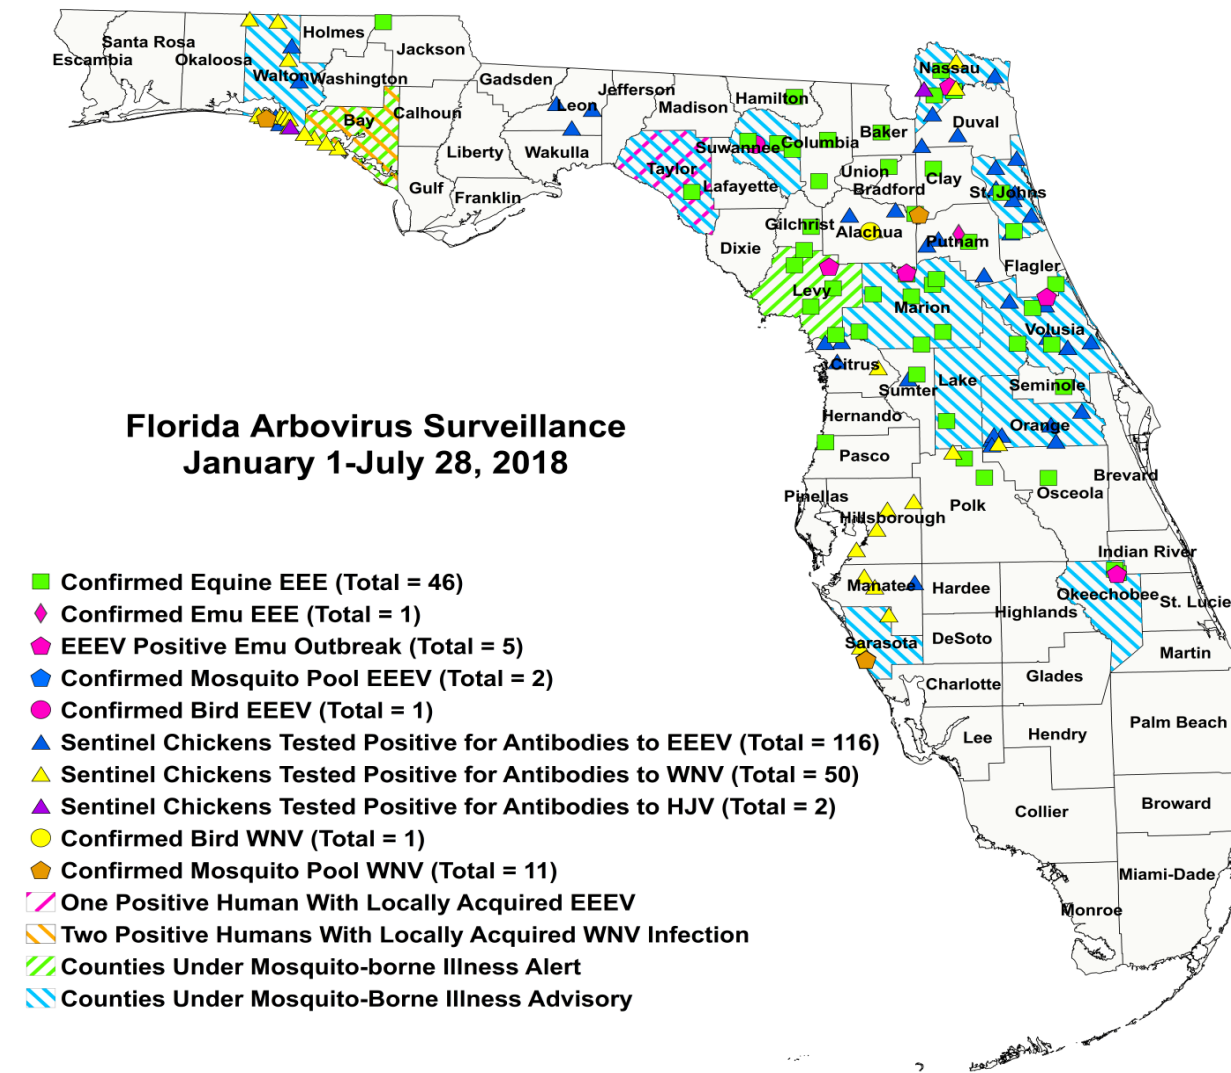 Holmes
Jackson
Santa Rosa
Escambia
Okaloosa
Walton
Washington
Gadsden
Leon
Jefferson
Madison
Hamilton
Nassau
Duval
Bay
Calhoun
Liberty
Wakulla
Gulf
Franklin
Taylor
Suwannee
Columbia
Baker
Lafayette
Union
Bradford
Clay
St. Johns
Dixie
Gilchrist
Alachua
Putnam
Flagler
Levy
Marion
Volusia
Citrus
Sumter
Lake
Seminole
Hernando
Orange
Pasco
Florida Arbovirus Surveillance
January 1-July 28, 2018
Pinellas
Hillsborough
Polk
Osceola
Brevard
Indian River
Manatee
Hardee
Highlands
Okeechobee
St. Lucie
Sarasota
DeSoto
Martin
Charlotte
Glades
Lee
Hendry
Palm Beach
Collier
Broward
Miami-Dade
Monroe
Confirmed Equine EEE (Total = 46)
Confirmed Emu EEE (Total = 1)
EEEV Positive Emu Outbreak (Total = 5)
Confirmed Mosquito Pool EEEV (Total = 2)
Confirmed Bird EEEV (Total = 1)
Sentinel Chickens Tested Positive for Antibodies to EEEV (Total = 116)
Sentinel Chickens Tested Positive for Antibodies to WNV (Total = 50)
Sentinel Chickens Tested Positive for Antibodies to HJV (Total = 2)
Confirmed Bird WNV (Total = 1)
Confirmed Mosquito Pool WNV (Total = 11)
One Positive Human With Locally Acquired EEEV
Two Positive Humans With Locally Acquired WNV Infection
Counties Under Mosquito-borne Illness Alert
Counties Under Mosquito-Borne Illness Advisory